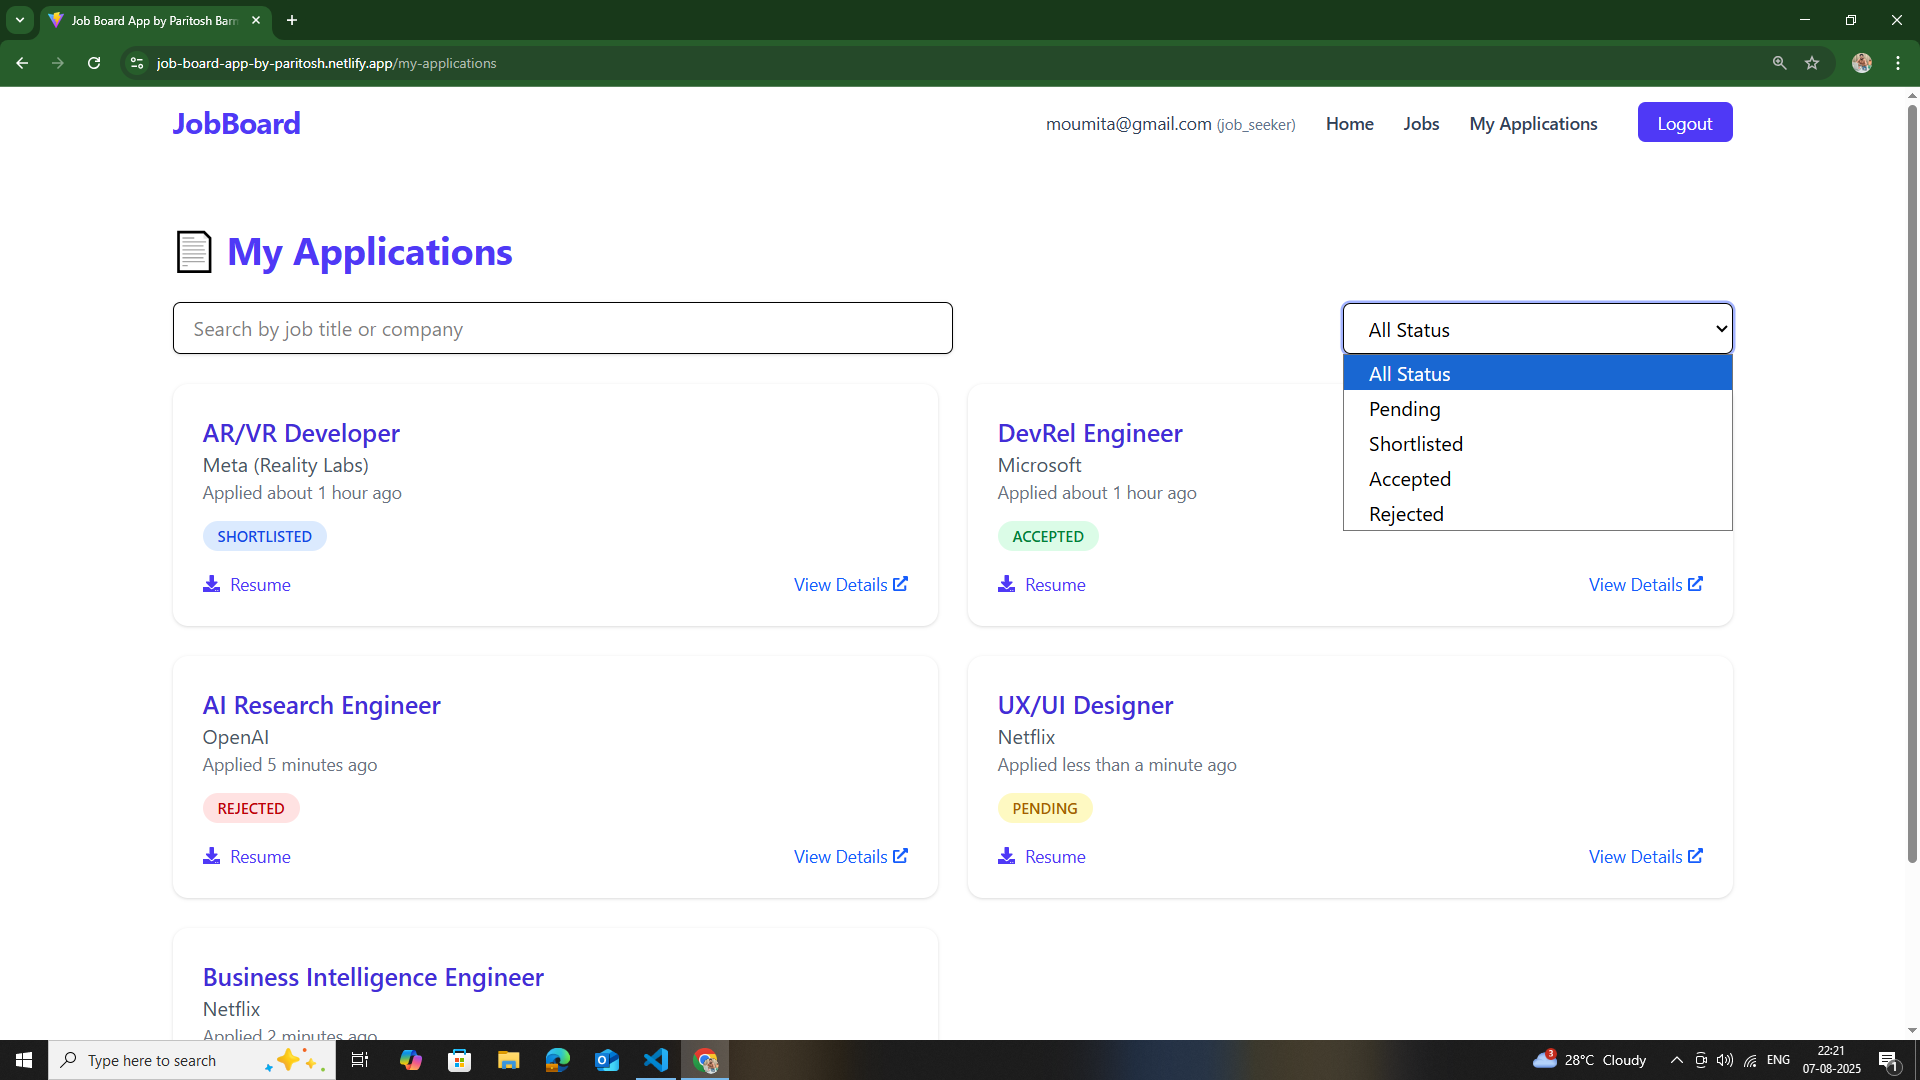 Job Board App by Paritosh Barn
job-board-app-by-paritosh.netlify.app/my-applications
JobBoard
moumita@gmail.com (job_seeker)
Home
Jobs
My Applications
Logout
My Applications
Search by job title or company
All Status
All Status
Pending
Shortlisted
Accepted
Rejected
AR/VR Developer
Meta (Reality Labs)
Applied about 1 hour ago
SHORTLISTED
Resume
View Details
DevRel Engineer
Microsoft
Applied about 1 hour ago
ACCEPTED
Resume
View Details
AI Research Engineer
OpenAI
Applied 5 minutes ago
REJECTED
Resume
View Details
UX/UI Designer
Netflix
Applied less than a minute ago
PENDING
Resume
View Details
Business Intelligence Engineer
Netflix
Applied 2 minutes ago
Type here to search
3
28°C Cloudy
ENG
22:21
07-08-2025
1